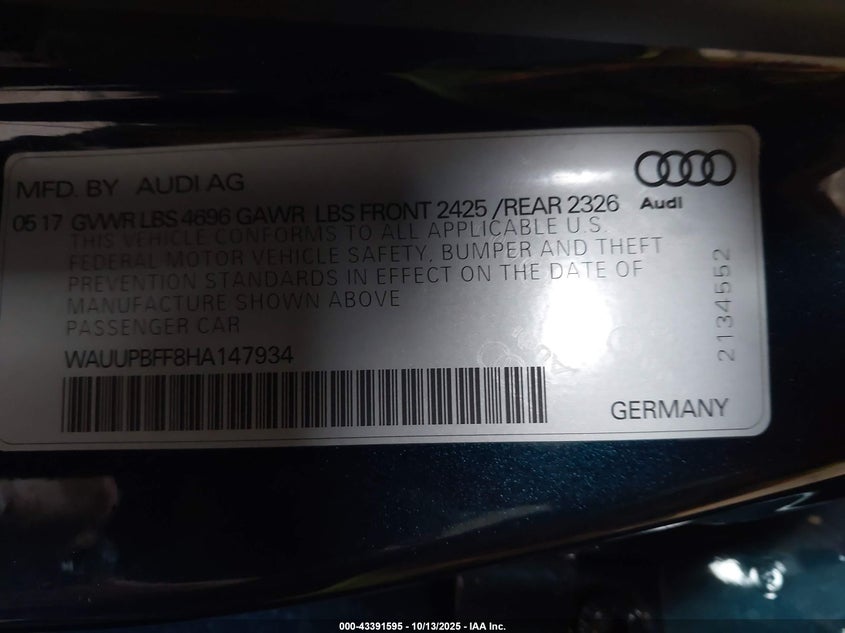 MFD. BY AUDI AG
Audi
05 17 GVWR LBS 4696 GAWR LBS FRONT 2425 /REAR 2326
THIS VEHICLE CONFORMS TO ALL APPLICABLE U.S.
FEDERAL MOTOR VEHICLE SAFETY, BUMPER AND THEFT
PREVENTION STANDARDS IN EFFECT ON THE DATE OF
MANUFACTURE SHOWN ABOVE
PASSENGER CAR
WAUUPBFF8HA147934
2134552
GERMANY
000-43391595 - 10/13/2025 - IAA Inc.